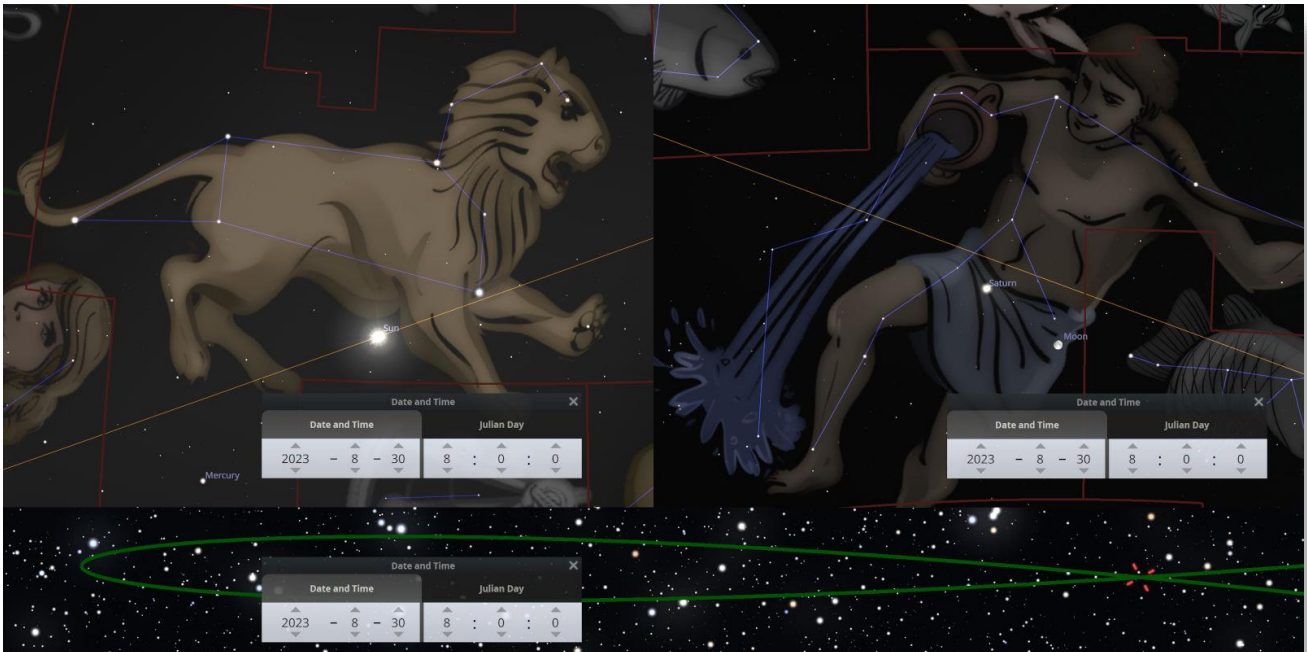 Sun
Mercury
Date and Time ×
Date and Time Julian Day
2023 - 8 - 30 8 : 0 : 0
Saturn
Moon
Date and Time ×
Date and Time Julian Day
2023 - 8 - 30 8 : 0 : 0
Date and Time ×
Date and Time Julian Day
2023 - 8 - 30 8 : 0 : 0